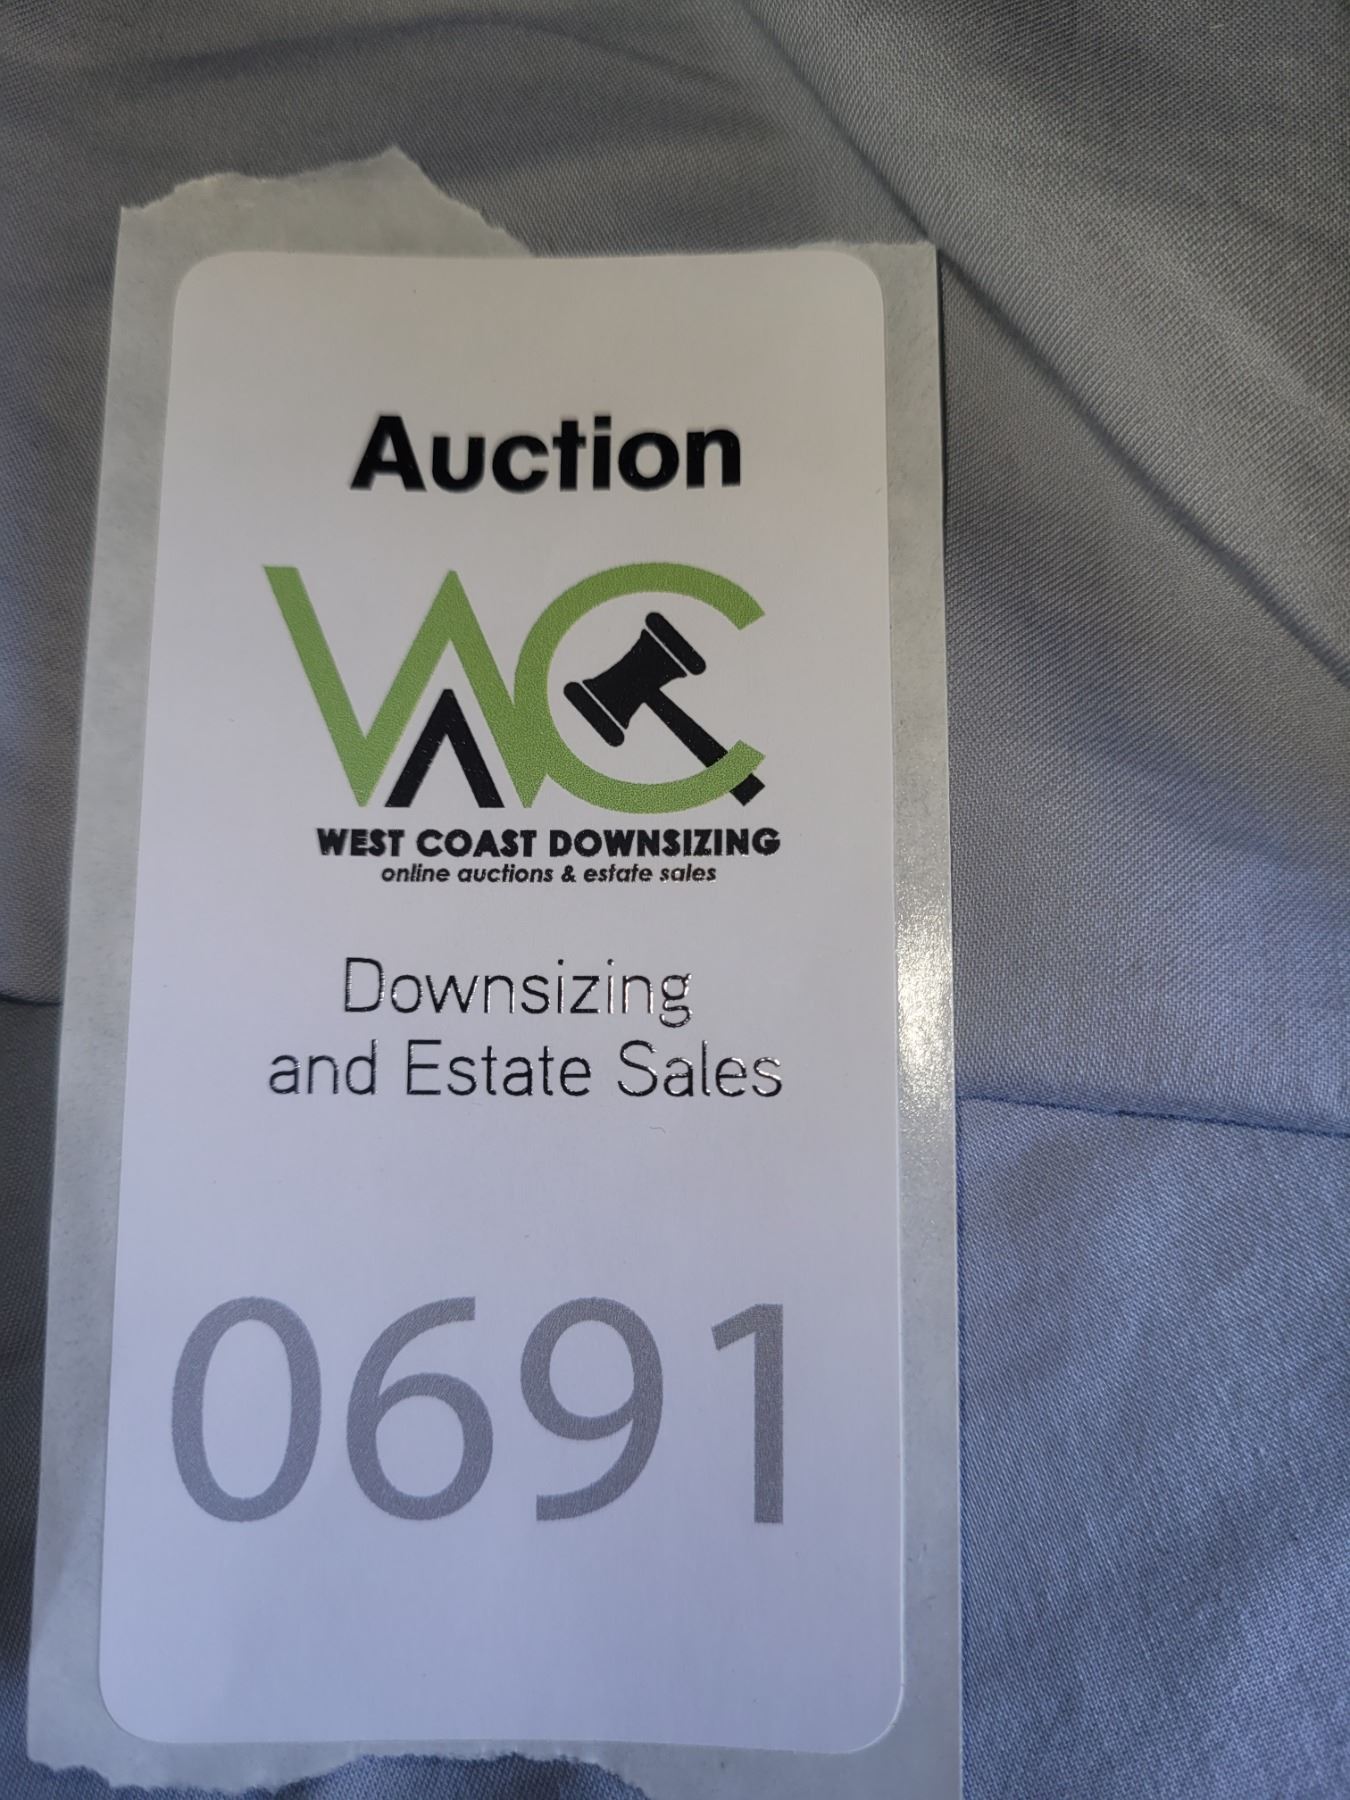 Auction
WC
WEST COAST DOWNSIZING
online auctions & estate sales
Downsizing
and Estate Sales
0691